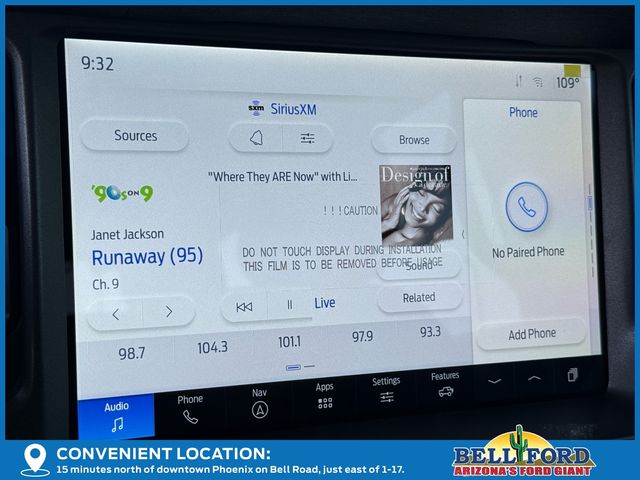 9:32
109°
sxm SiriusXM
Phone
Sources
Browse
'90s on 9
"Where They ARE Now" with Li...
Design of
a
!!!CAUTION
Janet Jackson
Runaway (95)
Ch. 9
DO NOT TOUCH DISPLAY DURING INSTALLATION
THIS FILM IS TO BE REMOVED BEFORE USAGE
Sound
No Paired Phone
Live
Related
Add Phone
98.7
104.3
101.1
97.9
93.3
Audio
Phone
Nav
Apps
Settings
Features
CONVENIENT LOCATION:
15 minutes north of downtown Phoenix on Bell Road, just east of 1-17.
BELL FORD
ARIZONA'S FORD GIANT